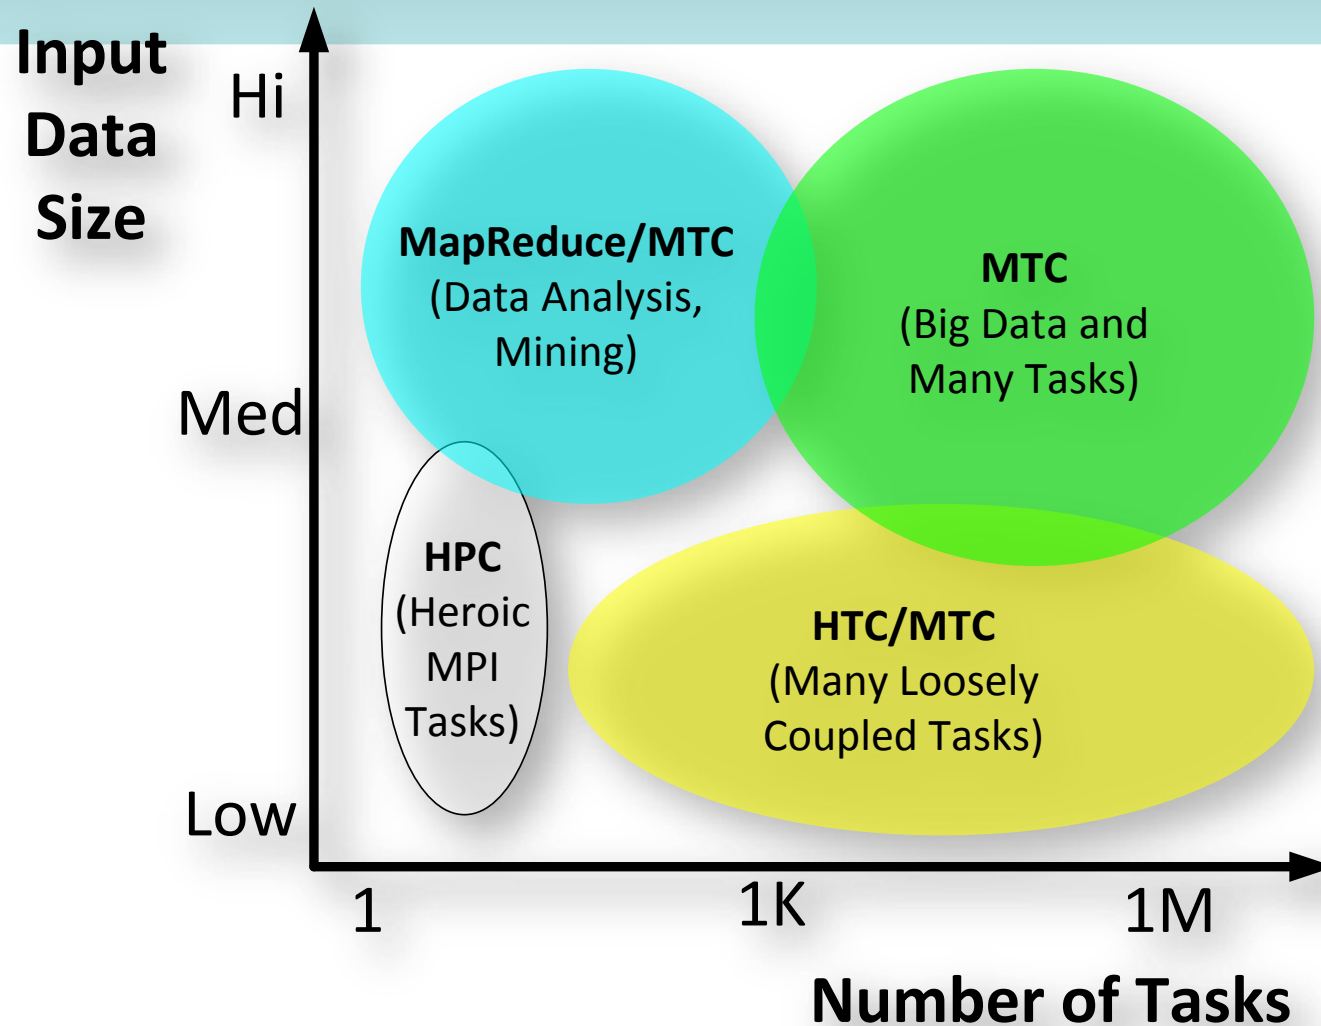 Input
Data
Size
Hi
Med
Low
MapReduce/MTC
(Data Analysis,
Mining)
MTC
(Big Data and
Many Tasks)
HPC
(Heroic
MPI
Tasks)
HTC/MTC
(Many Loosely
Coupled Tasks)
1
1K
1M
Number of Tasks